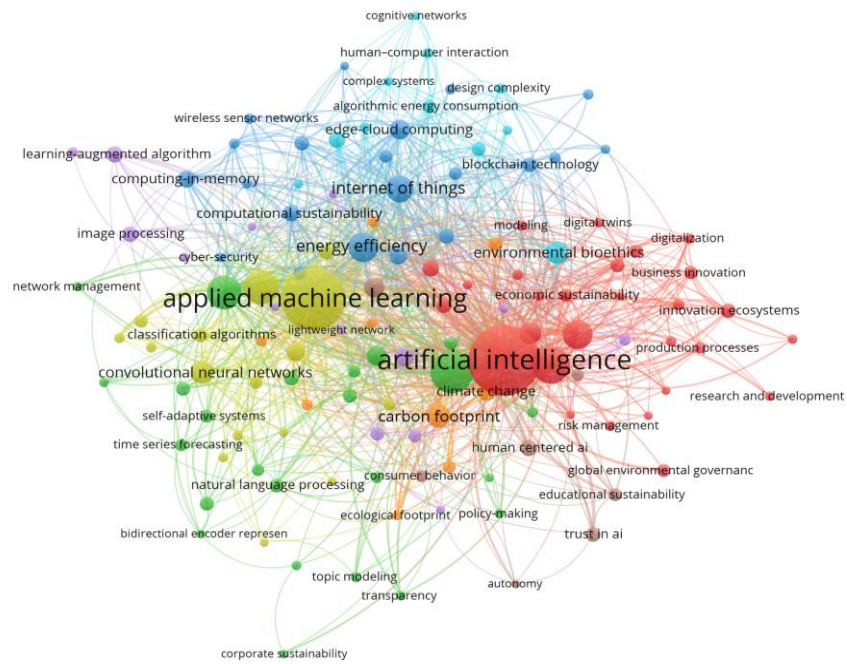 cognitive networks
human–computer interaction
complex systems
design complexity
algorithmic energy consumption
wireless sensor networks
edge-cloud computing
learning-augmented algorithm
blockchain technology
computing-in-memory
internet of things
computational sustainability
modeling
digital twins
image processing
energy efficiency
environmental bioethics
digitalization
cyber-security
business innovation
network management
applied machine learning
economic sustainability
innovation ecosystems
classification algorithms
lightweight network
production processes
artificial intelligence
convolutional neural networks
climate change
research and development
self-adaptive systems
carbon footprint
risk management
time series forecasting
human centered ai
consumer behavior
global environmental governanc
natural language processing
educational sustainability
ecological footprint
policy-making
bidirectional encoder represen
trust in ai
topic modeling
autonomy
transparency
corporate sustainability